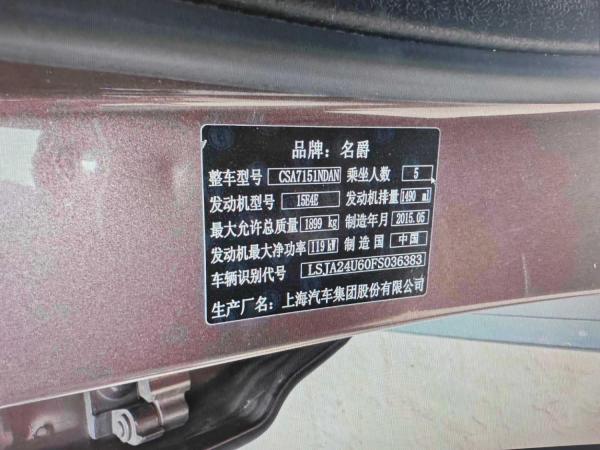 品牌：名爵
整车型号 CSA7151NDAN 乘坐人数 5
发动机型号 15E4E 发动机排量 1490 ml
最大允许总质量 1899 kg 制造年月 2015.05
发动机最大净功率 119 kW 制造国 中国
车辆识别代号 LSJA24U60FS036383
生产厂名：上海汽车集团股份有限公司